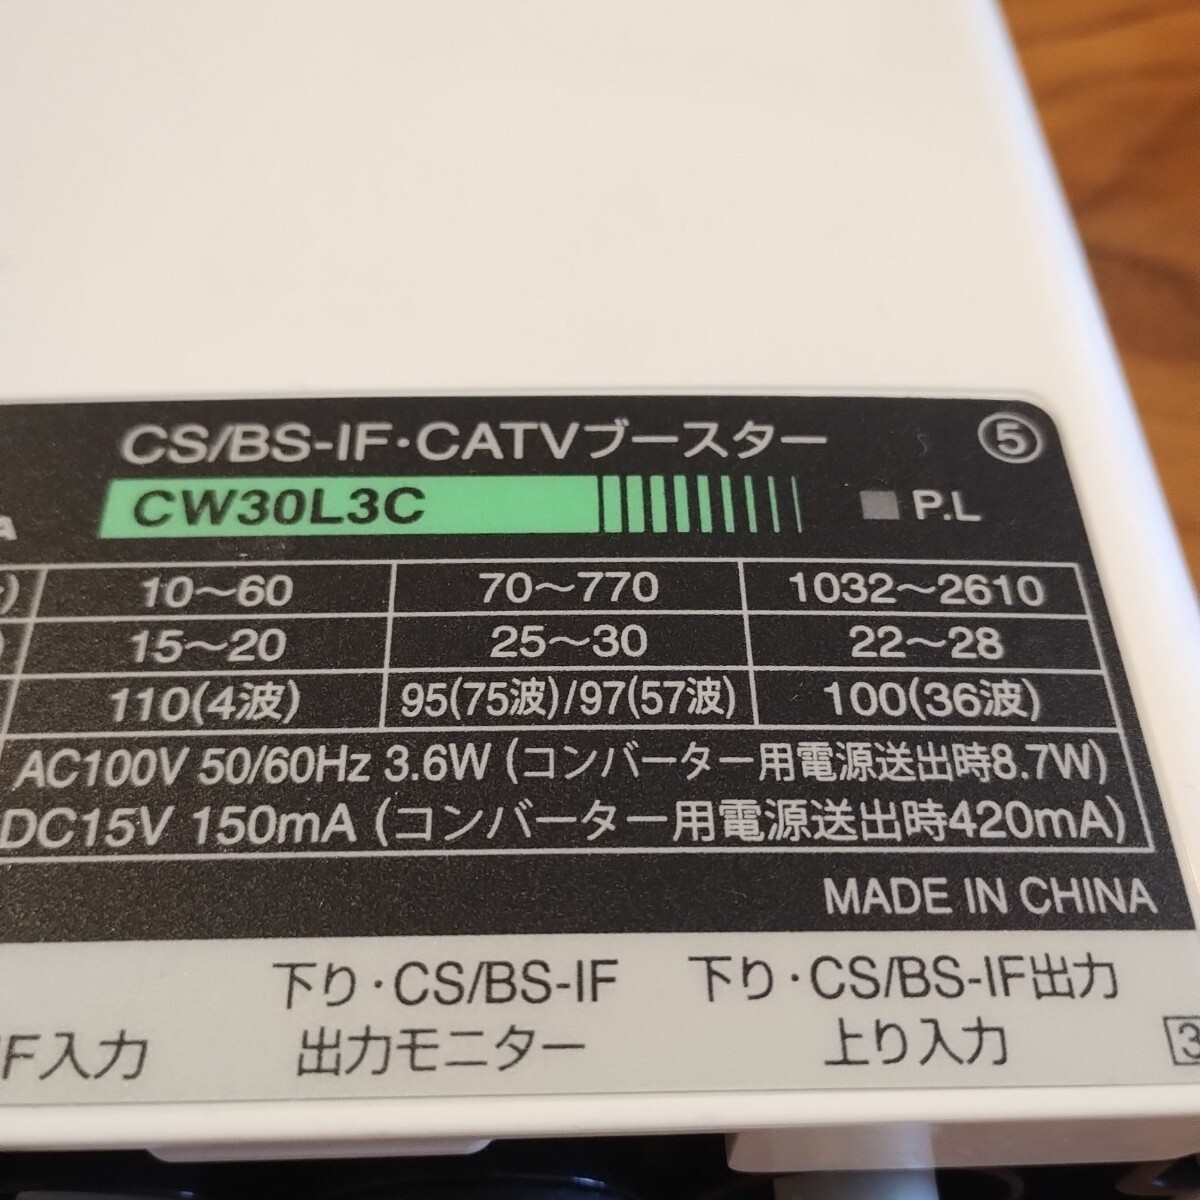 CS/BS-IF・CATVブースター ⑤
CW30L3C P.L
10～60 70～770 1032～2610
15～20 25～30 22～28
110(4波) 95(75波)/97(57波) 100(36波)
AC100V 50/60Hz 3.6W (コンバーター用電源送出時8.7W)
DC15V 150mA (コンバーター用電源送出時420mA)
MADE IN CHINA
下り・CS/BS-IF 下り・CS/BS-IF出力
F入力 出力モニター 上り入力 3